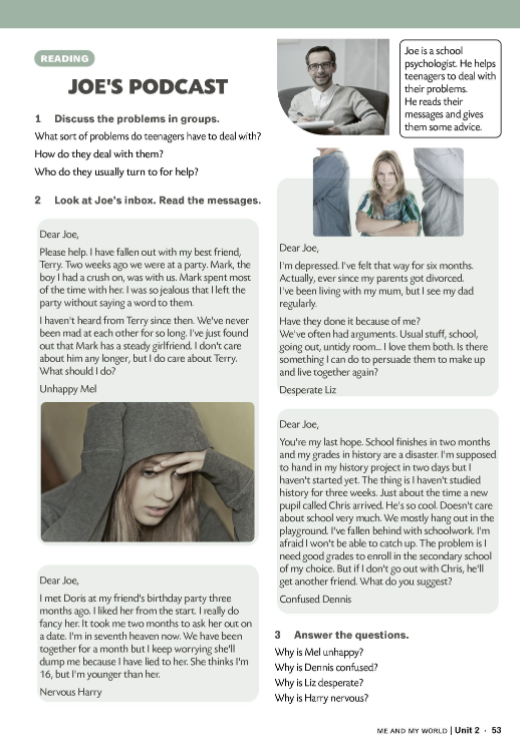 READING
JOE'S PODCAST
1 Discuss the problems in groups.
What sort of problems do teenagers have to deal with?
How do they deal with them?
Who do they usually turn to for help?
2 Look at Joe's inbox. Read the messages.
Dear Joe,
Please help. I have fallen out with my best friend,
Terry. Two weeks ago we were at a party. Mark, the
boy I had a crush on, was with us. Mark spent most
of the time with her. I was so jealous that I left the
party without saying a word to them.
I haven't heard from Terry since then. We've never
been mad at each other for so long. I've just found
out that Mark has a steady girlfriend. I don't care
about him any longer, but I do care about Terry.
What should I do?
Unhappy Mel
Dear Joe,
I met Doris at my friend's birthday party three
months ago. I liked her from the start. I really do
fancy her. It took me two months to ask her out on
a date. I'm in seventh heaven now. We have been
together for a month but I keep worrying she'll
dump me because I have lied to her. She thinks I'm
16, but I'm younger than her.
Nervous Harry
Joe is a school
psychologist. He helps
teenagers to deal with
their problems.
He reads their
messages and gives
them some advice.
Dear Joe,
I'm depressed. I've felt that way for six months.
Actually, ever since my parents got divorced.
I've been living with my mum, but I see my dad
regularly.
Have they done it because of me?
We've often had arguments. Usual stuff, school,
going out, untidy room... I love them both. Is there
something I can do to persuade them to make up
and live together again?
Desperate Liz
Dear Joe,
You're my last hope. School finishes in two months
and my grades in history are a disaster. I'm supposed
to hand in my history project in two days but I
haven't started yet. The thing is I haven't studied
history for three weeks. Just about the time a new
pupil called Chris arrived. He's so cool. Doesn't care
about school very much. We mostly hang out in the
playground. I've fallen behind with schoolwork. I'm
afraid I won't be able to catch up. The problem is I
need good grades to enroll in the secondary school
of my choice. But if I don't go out with Chris, he'll
get another friend. What do you suggest?
Confused Dennis
3 Answer the questions.
Why is Mel unhappy?
Why is Dennis confused?
Why is Liz desperate?
Why is Harry nervous?
ME AND MY WORLD | Unit 2 · 53